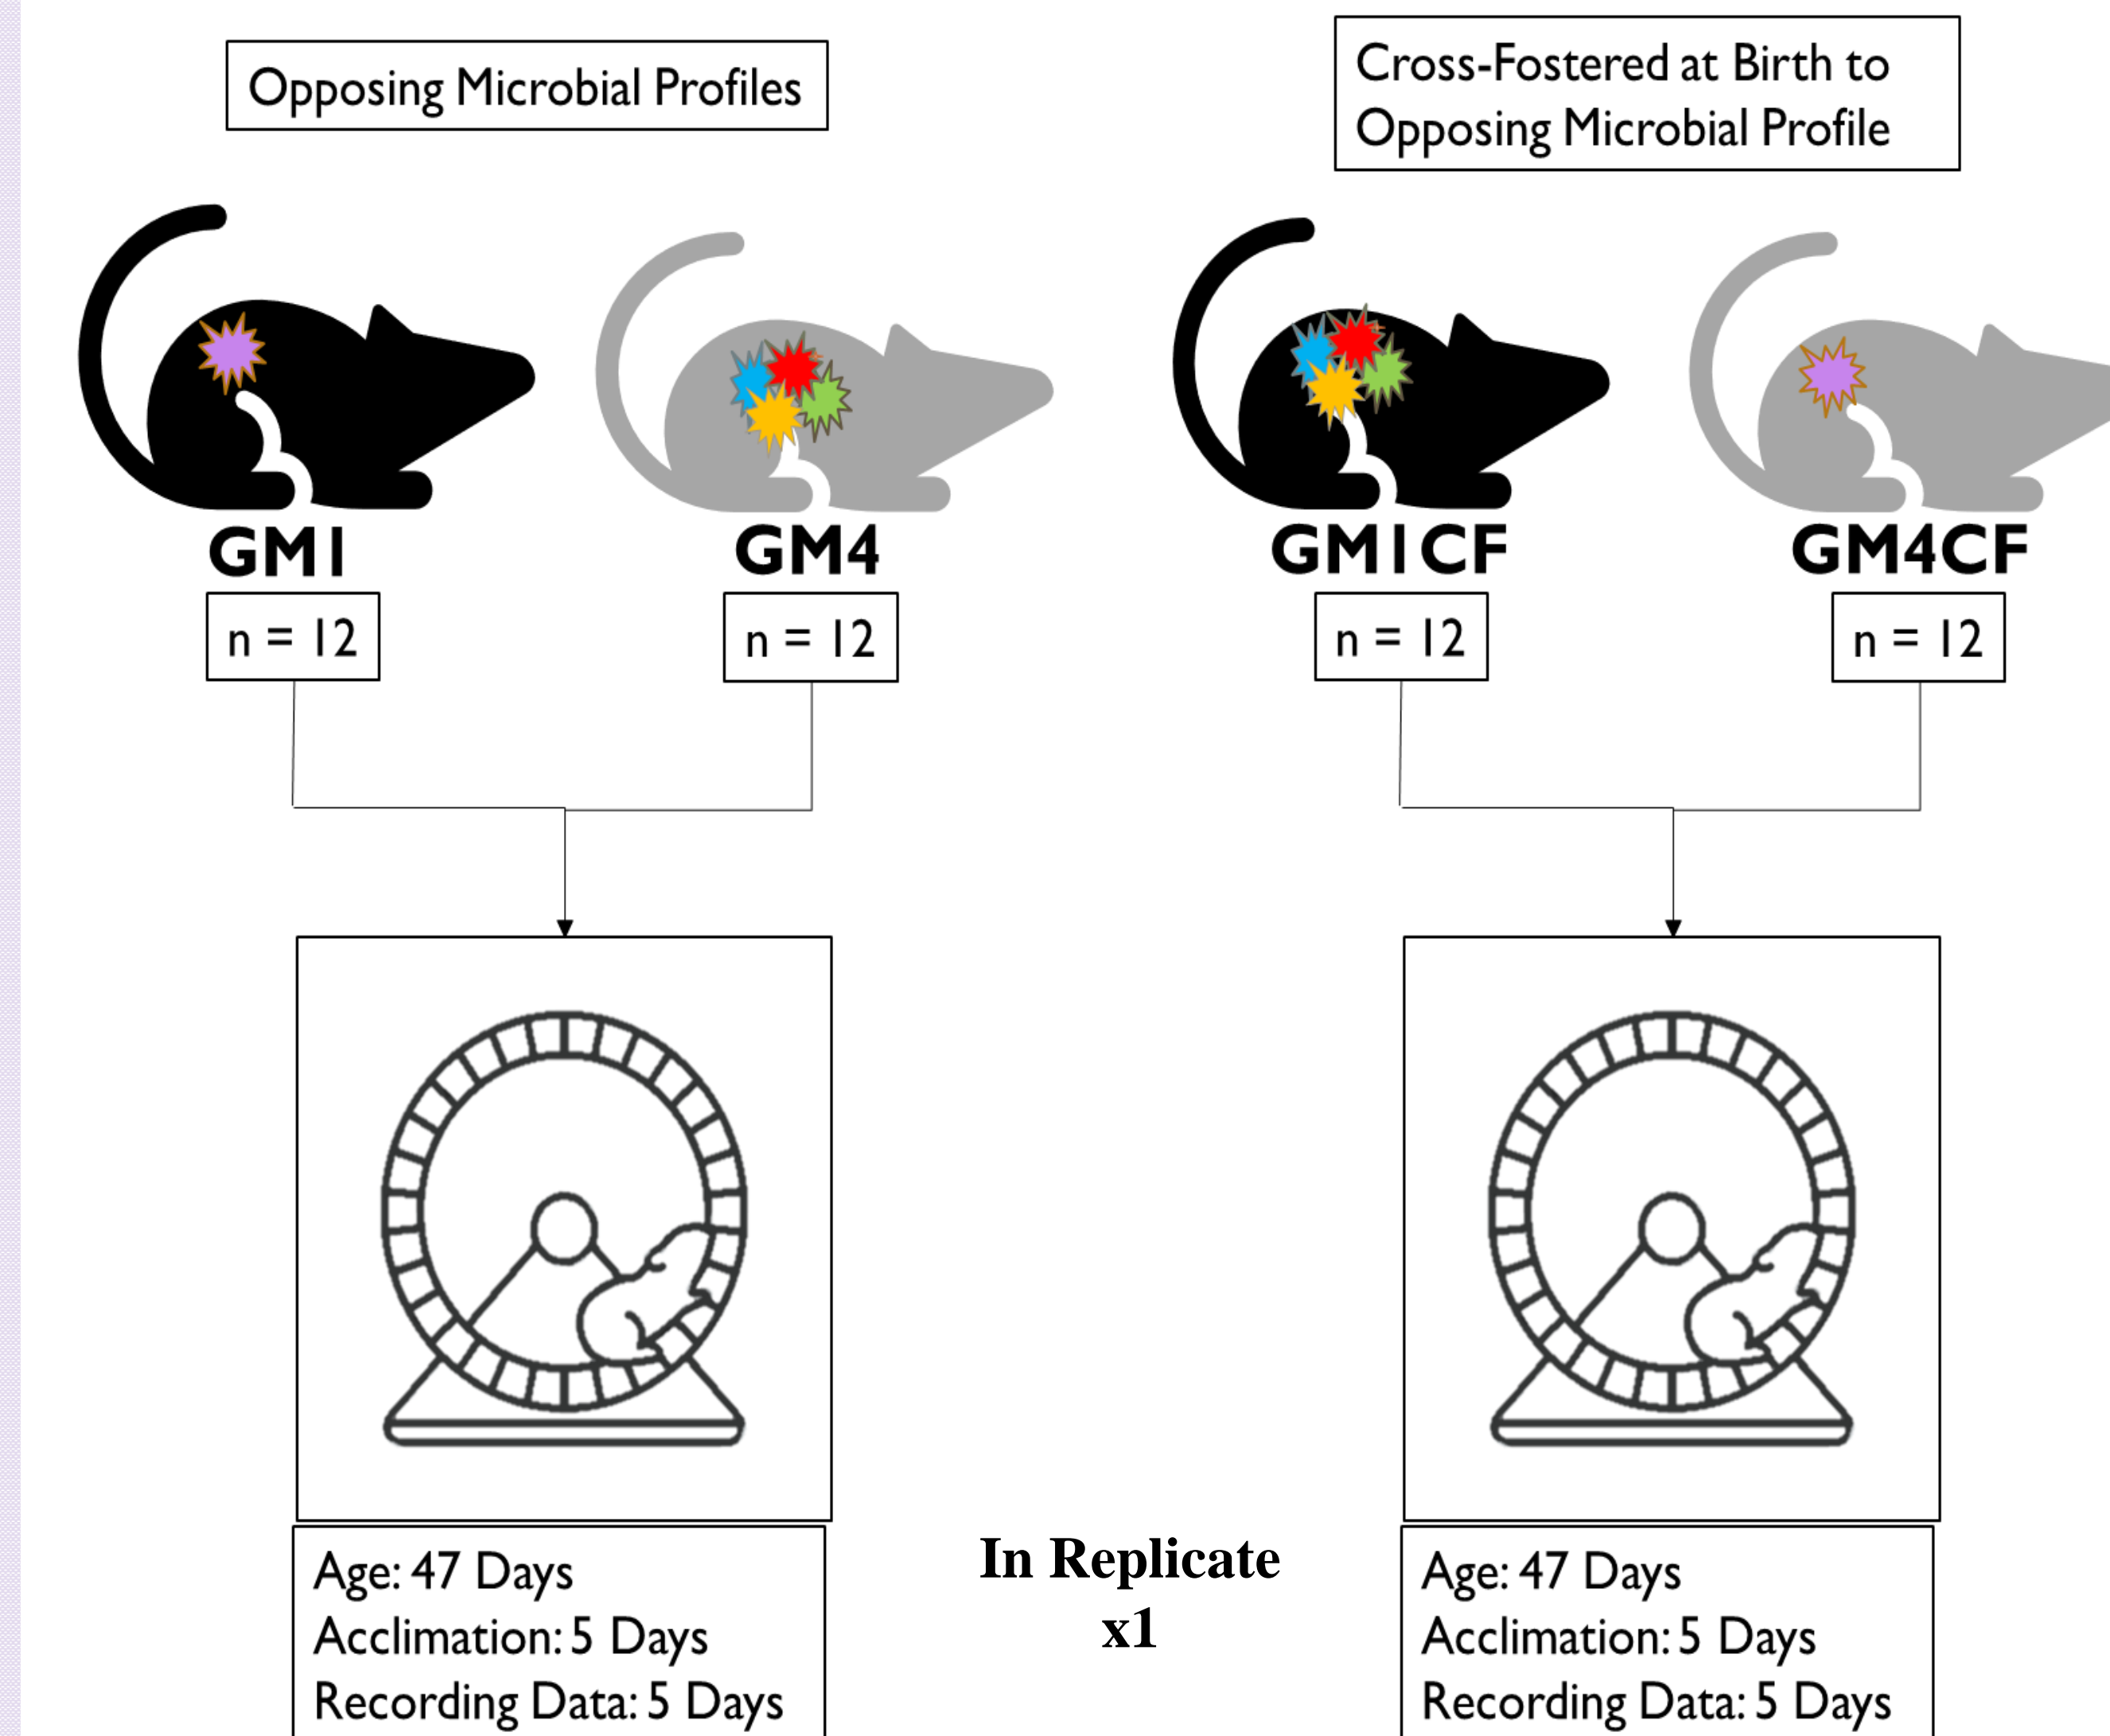 Opposing Microbial Profiles
Cross-Fostered at Birth to
Opposing Microbial Profile
GM1
GM4
GM1CF
GM4CF
n = 12
n = 12
n = 12
n = 12
Age: 47 Days
Acclimation: 5 Days
Recording Data: 5 Days
In Replicate
x1
Age: 47 Days
Acclimation: 5 Days
Recording Data: 5 Days